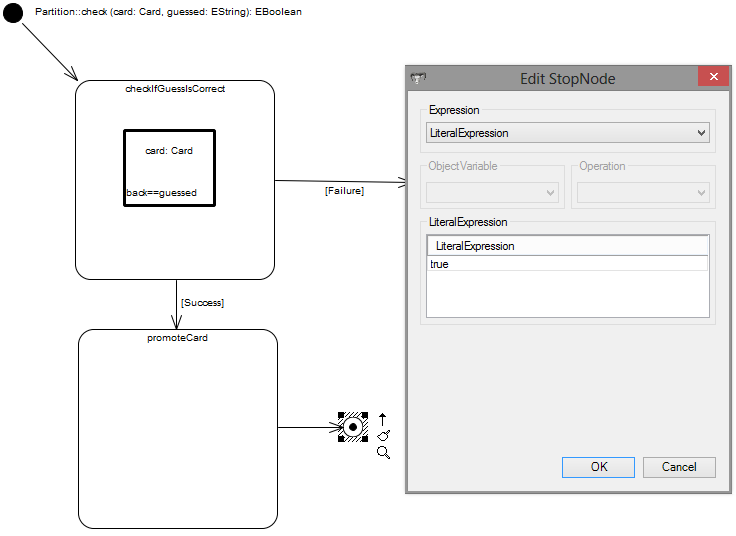 Partition::check (card: Card, guessed: EString): EBoolean
checkIfGuessIsCorrect
card: Card
back==guessed
[Failure]
[Success]
promoteCard
Edit StopNode
Expression
LiteralExpression
ObjectVariable
Operation
LiteralExpression
LiteralExpression
true
OK
Cancel